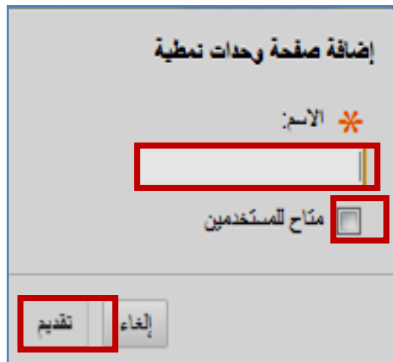 إضافة صفحة وحدات نمطية
* الاسم:
متاح للمستخدمين
إلغاء تقديم